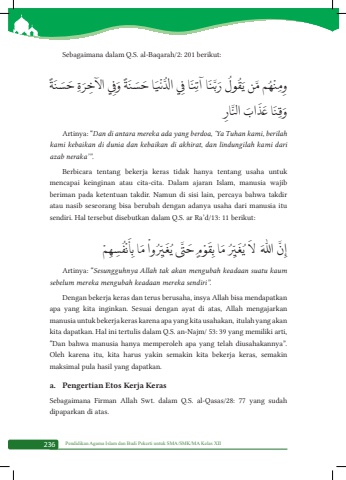 Sebagaimana dalam Q.S. al-Baqarah/2: 201 berikut:
وَمِنْهُمْ مَّن يَقُولُ رَبَّنَا آتِنَا فِي الدُّنْيَا حَسَنَةً وَفِي الآخِرَةِ حَسَنَةً
وَقِنَا عَذَابَ النَّارِ
Artinya: "Dan di antara mereka ada yang berdoa, 'Ya Tuhan kami, berilah
kami kebaikan di dunia dan kebaikan di akhirat, dan lindungilah kami dari
azab neraka'".
Berbicara tentang bekerja keras tidak hanya tentang usaha untuk
mencapai keinginan atau cita-cita. Dalam ajaran Islam, manusia wajib
beriman pada ketentuan takdir. Namun di sisi lain, percaya bahwa takdir
atau nasib seseorang bisa berubah dengan adanya usaha dari manusia itu
sendiri. Hal tersebut disebutkan dalam Q.S. ar Ra'd/13: 11 berikut:
إِنَّ اللهَ لاَ يُغَيِّرُ مَا بِقَوْمٍ حَتَّى يُغَيِّرُواْ مَا بِأَنْفُسِهِمْ
Artinya: "Sesungguhnya Allah tak akan mengubah keadaan suatu kaum
sebelum mereka mengubah keadaan mereka sendiri".
Dengan bekerja keras dan terus berusaha, insya Allah bisa mendapatkan
apa yang kita inginkan. Sesuai dengan ayat di atas, Allah mengajarkan
manusia untuk bekerja keras karena apa yang kita usahakan, itulah yang akan
kita dapatkan. Hal ini tertulis dalam Q.S. an-Najm/ 53: 39 yang memiliki arti,
"Dan bahwa manusia hanya memperoleh apa yang telah diusahakannya".
Oleh karena itu, kita harus yakin semakin kita bekerja keras, semakin
maksimal pula hasil yang dapatkan.
a. Pengertian Etos Kerja Keras
Sebagaimana Firman Allah Swt. dalam Q.S. al-Qasas/28: 77 yang sudah
dipaparkan di atas.
236 Pendidikan Agama Islam dan Budi Pekerti untuk SMA/SMK/MA Kelas XII